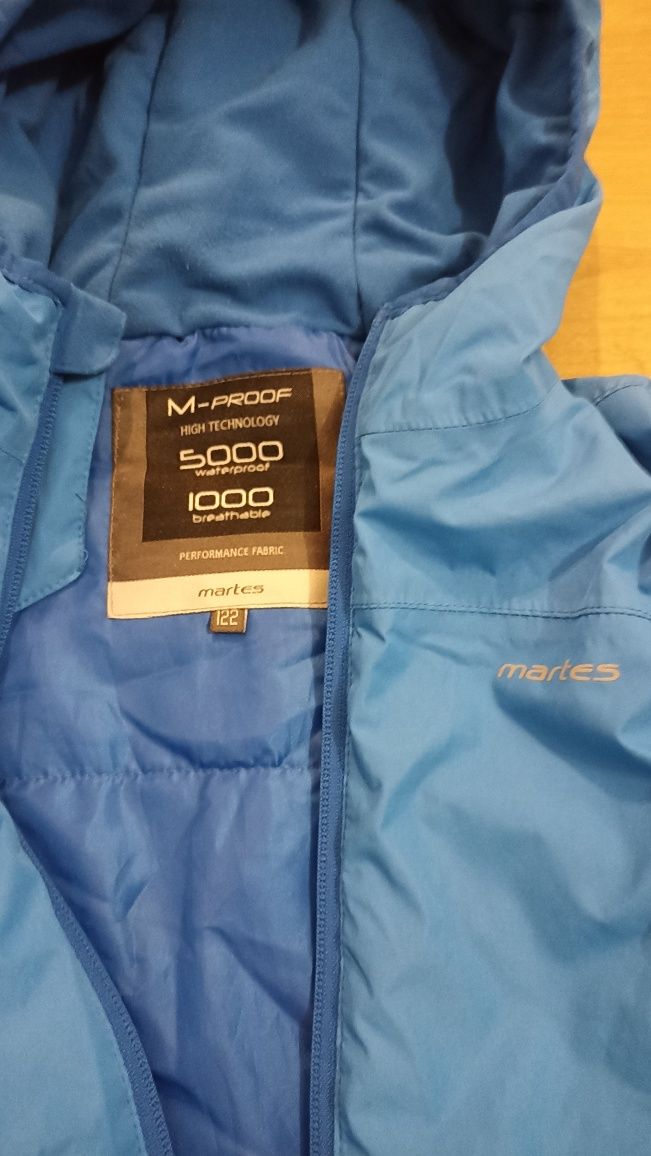 M-PROOF
HIGH TECHNOLOGY
5000
waterproof
1000
breathable
PERFORMANCE FABRIC
martes
122
martes